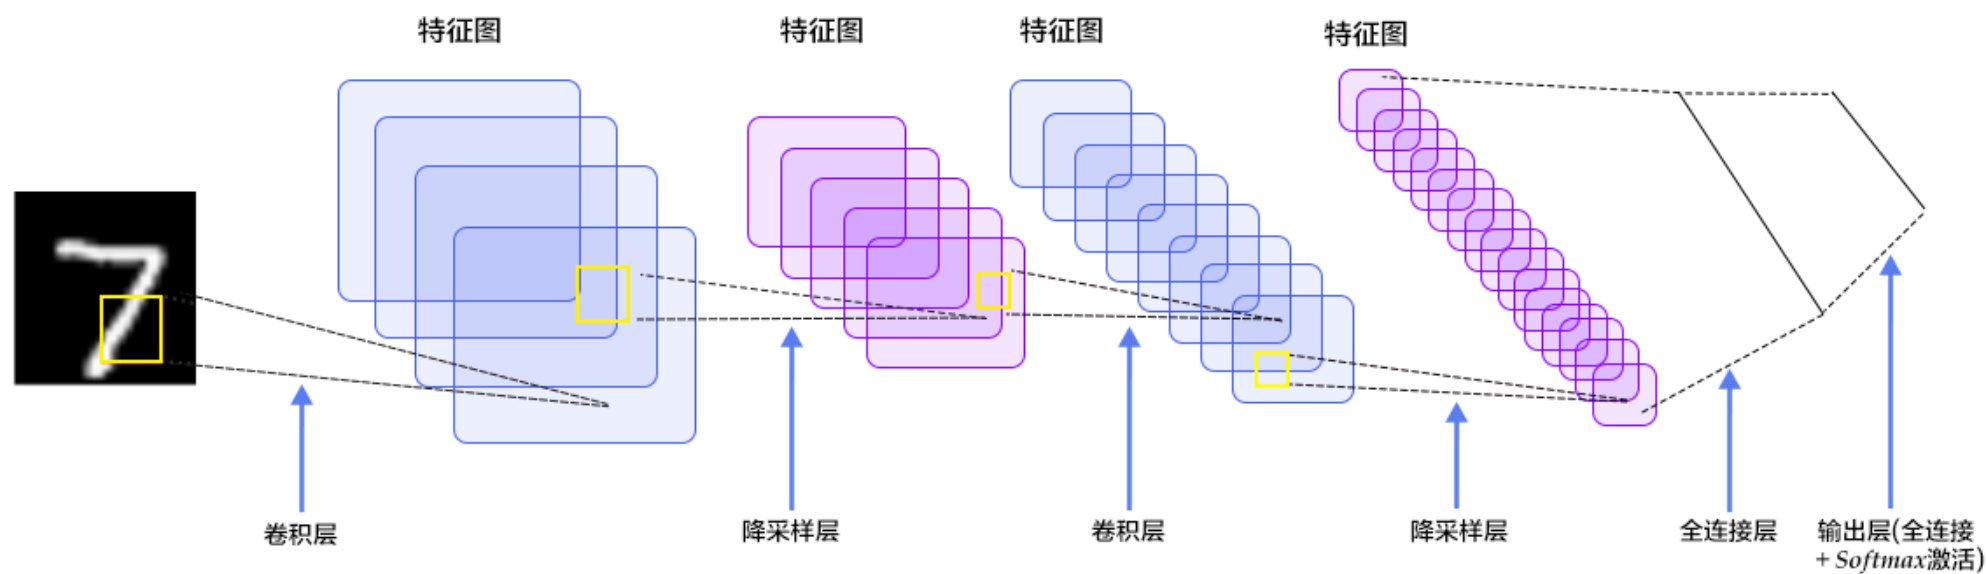 特征图
特征图
特征图
特征图
7
卷积层
降采样层
卷积层
降采样层
全连接层
输出层(全连接
+ Softmax激活)